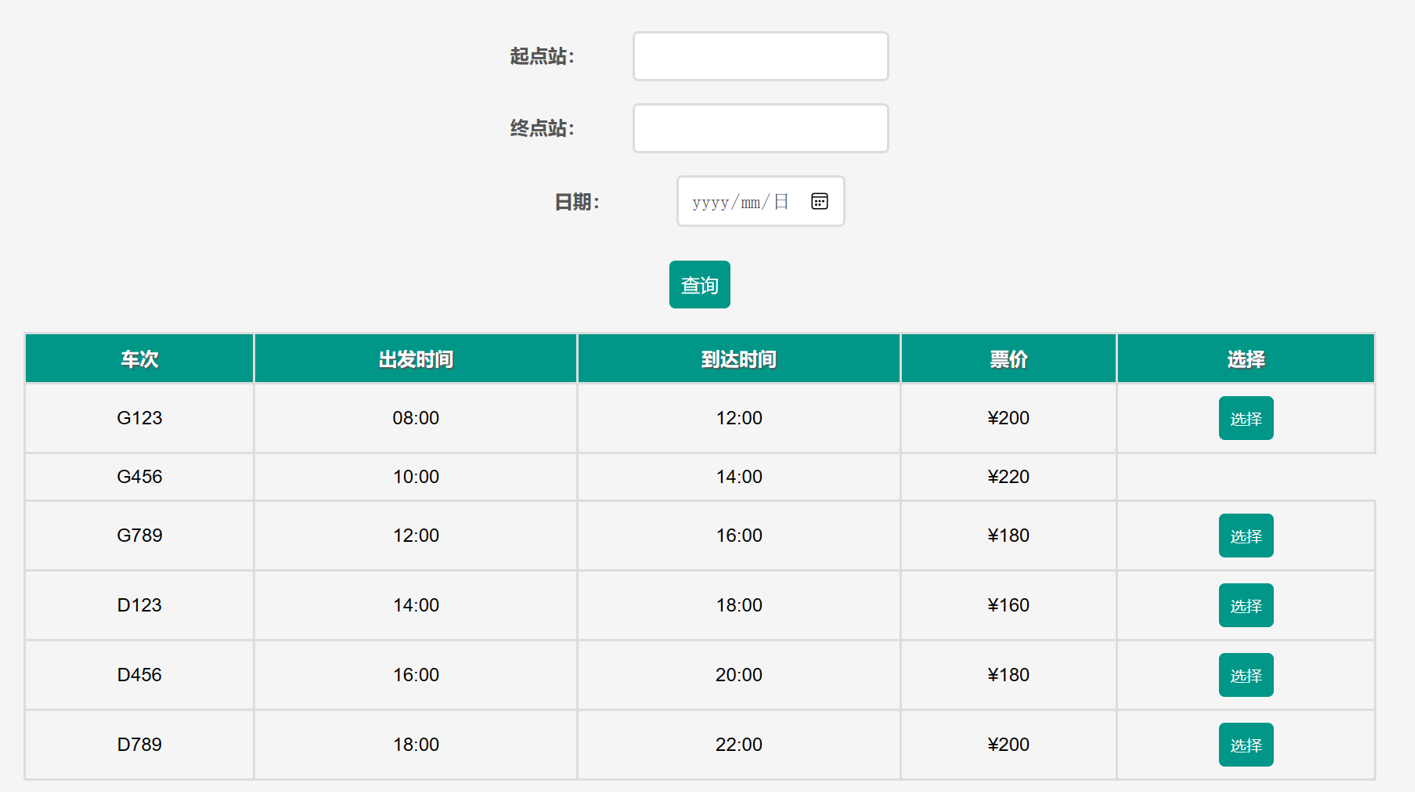 起点站：
终点站：
日期：
yyyy/mm/日
查询
车次 出发时间 到达时间 票价 选择
G123 08:00 12:00 ¥200 选择
G456 10:00 14:00 ¥220
G789 12:00 16:00 ¥180 选择
D123 14:00 18:00 ¥160 选择
D456 16:00 20:00 ¥180 选择
D789 18:00 22:00 ¥200 选择